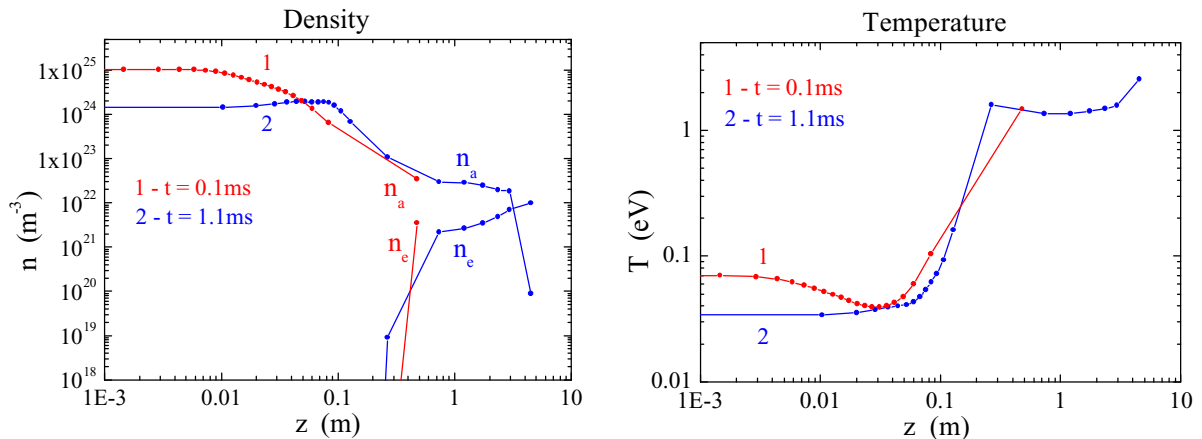 Density
1x10^25
1x10^24
1x10^23
10^22
10^21
10^20
10^19
10^18
n (m^-3)
1
2
1 - t = 0.1ms
2 - t = 1.1ms
n_a
n_a
n_e
n_e
1E-3
0.01
0.1
1
10
z (m)
Temperature
1
0.1
0.01
T (eV)
1 - t = 0.1ms
2 - t = 1.1ms
1
2
1E-3
0.01
0.1
1
10
z (m)